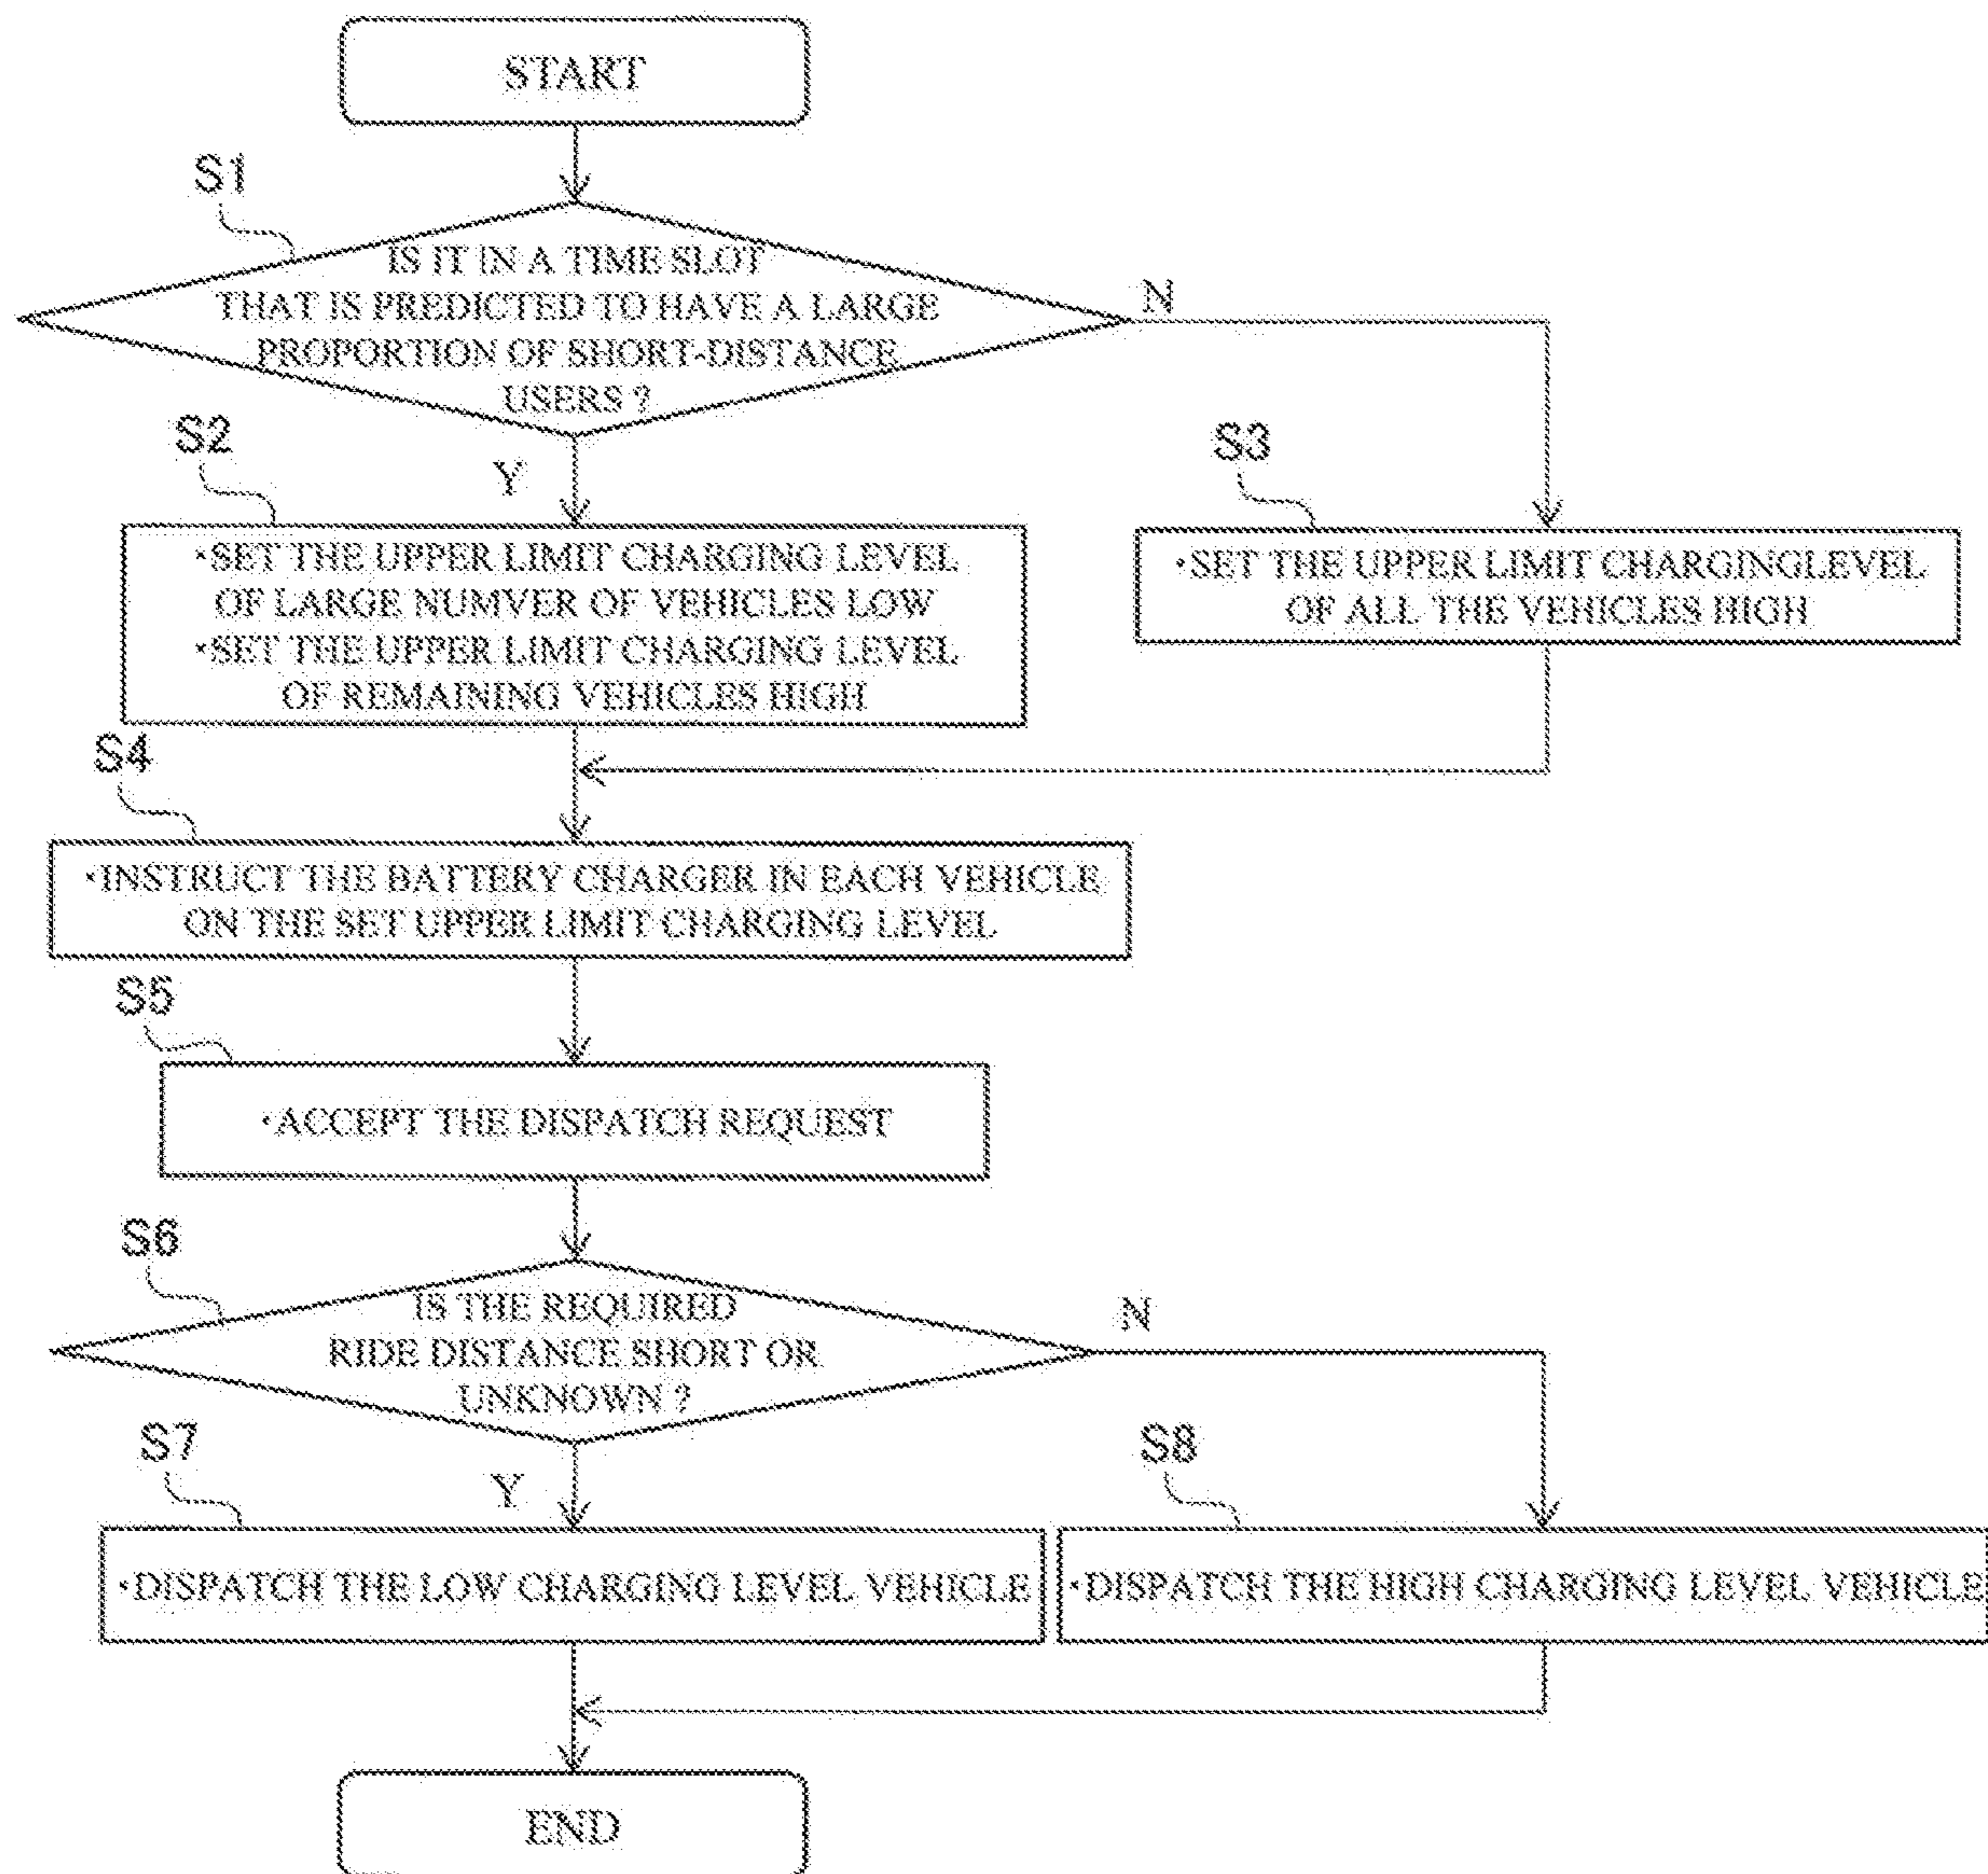 START
S1
IS IT IN A TIME SLOT
THAT IS PREDICTED TO HAVE A LARGE
PROPORTION OF SHORT-DISTANCE
USERS ?
N
S2
Y
S3
・SET THE UPPER LIMIT CHARGING LEVEL
OF LARGE NUMVER OF VEHICLES LOW
・SET THE UPPER LIMIT CHARGING LEVEL
OF REMAINING VEHICLES HIGH
・SET THE UPPER LIMIT CHARGINGLEVEL
OF ALL THE VEHICLES HIGH
S4
・INSTRUCT THE BATTERY CHARGER IN EACH VEHICLE
ON THE SET UPPER LIMIT CHARGING LEVEL
S5
・ACCEPT THE DISPATCH REQUEST
S6
IS THE REQUIRED
RIDE DISTANCE SHORT OR
UNKNOWN ?
N
S7
Y
S8
・DISPATCH THE LOW CHARGING LEVEL VEHICLE
・DISPATCH THE HIGH CHARGING LEVEL VEHICLE
END